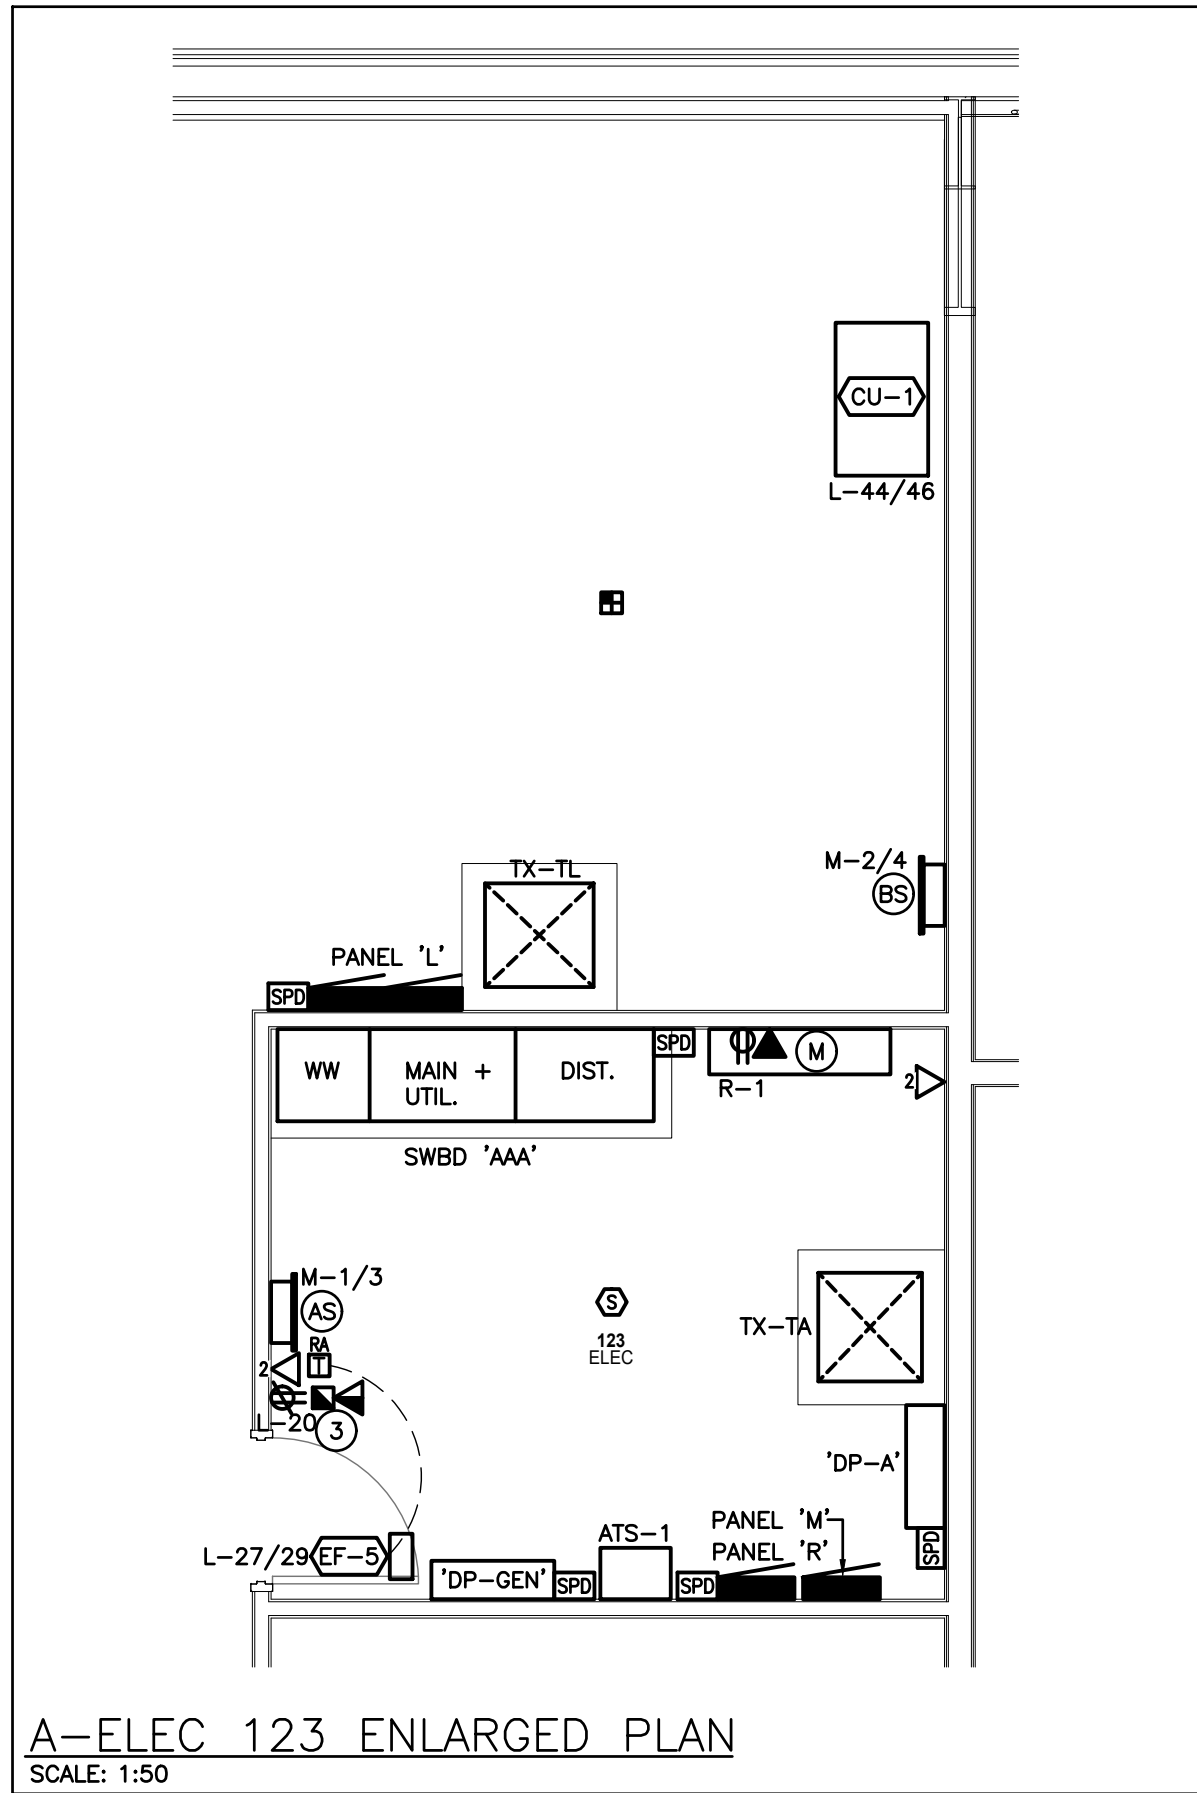 CU-1
L-44/46
TX-TL
M-2/4
BS
PANEL 'L'
SPD
SPD
WW
MAIN +
UTIL.
DIST.
M
R-1
2
SWBD 'AAA'
M-1/3
AS
RA
T
2
L-20
3
S
123
ELEC
TX-TA
'DP-A'
SPD
L-27/29
EF-5
'DP-GEN'
SPD
ATS-1
SPD
PANEL 'M'
PANEL 'R'
A-ELEC 123 ENLARGED PLAN
SCALE: 1:50